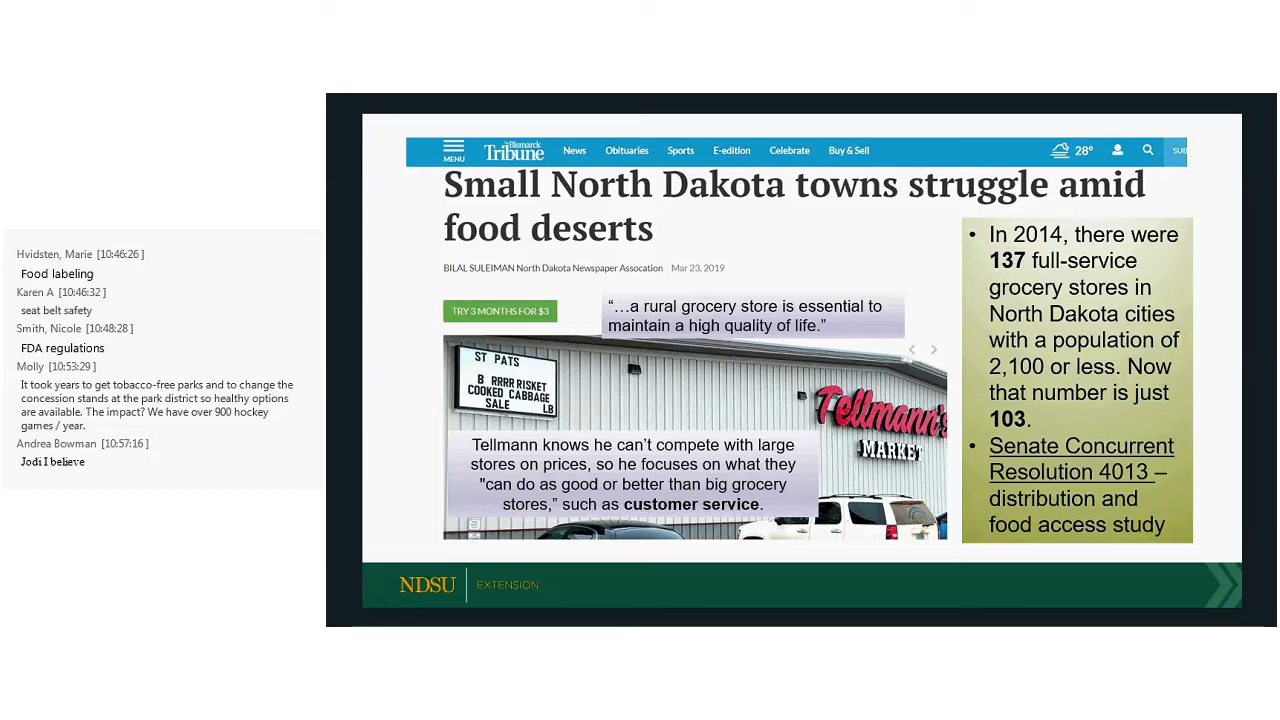 Hvidsten, Marie [10:46:26 ]
Food labeling
Karen A [10:46:32 ]
seat belt safety
Smith, Nicole [10:48:28 ]
FDA regulations
Molly [10:53:29 ]
It took years to get tobacco-free parks and to change the
concession stands at the park district so healthy options
are available. The impact? We have over 900 hockey
games / year.
Andrea Bowman [10:57:16 ]
Jodi I believe
MENU
The Bismarck
Tribune
News
Obituaries
Sports
E-edition
Celebrate
Buy & Sell
28°
SUB
Small North Dakota towns struggle amid
food deserts
BILAL SULEIMAN North Dakota Newspaper Assocation Mar 23, 2019
TRY 3 MONTHS FOR $3
“…a rural grocery store is essential to
maintain a high quality of life.”
ST PATS
B RRRR RISKET
COOKED CABBAGE
SALE LB
Tellmann's
MARKET
Tellmann knows he can’t compete with large
stores on prices, so he focuses on what they
"can do as good or better than big grocery
stores,” such as customer service.
• In 2014, there were
137 full-service
grocery stores in
North Dakota cities
with a population of
2,100 or less. Now
that number is just
103.
• Senate Concurrent
Resolution 4013 –
distribution and
food access study
NDSU
EXTENSION